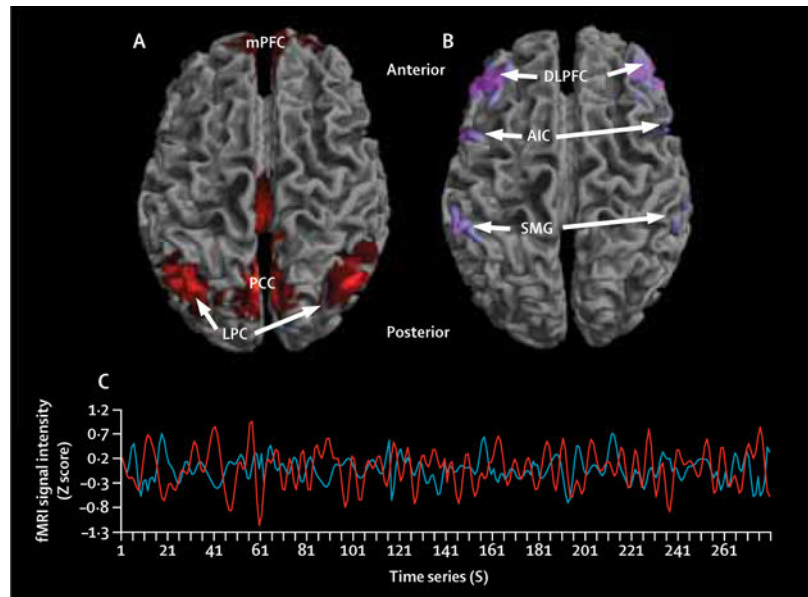 A
mPFC
B
Anterior
DLPFC
AIC
SMG
PCC
LPC
Posterior
C
fMRI signal intensity
(Z score)
1·2
0·7
0·2
–0·3
–0·8
–1·3
1 21 41 61 81 101 121 141 161 181 201 221 241 261
Time series (S)